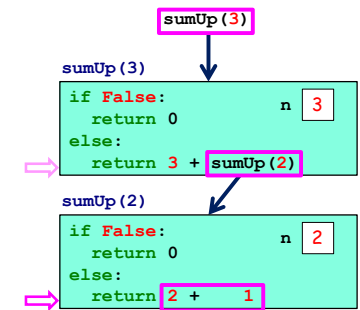 sumUp(3)
sumUp(3)
if False: n 3
return 0
else:
return 3 + sumUp(2)
sumUp(2)
if False: n 2
return 0
else:
return 2 + 1